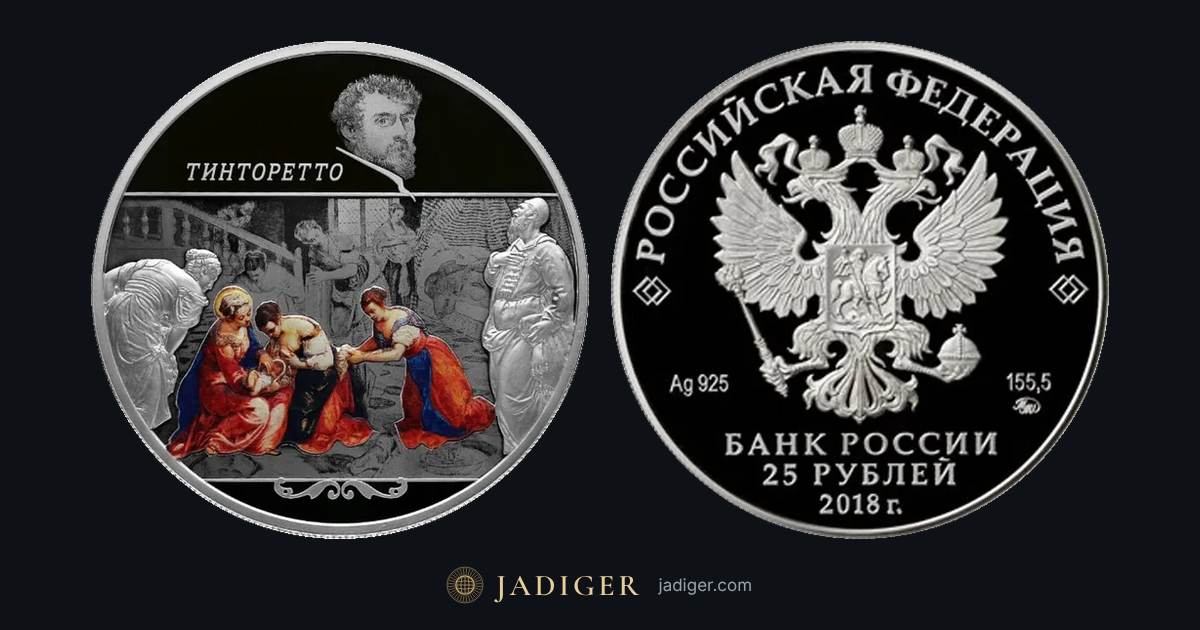 ТИНТОРЕТТО
РОССИЙСКАЯ ФЕДЕРАЦИЯ
Ag 925
155,5
БАНК РОССИИ
25 РУБЛЕЙ
2018 г.
JADIGER
jadiger.com